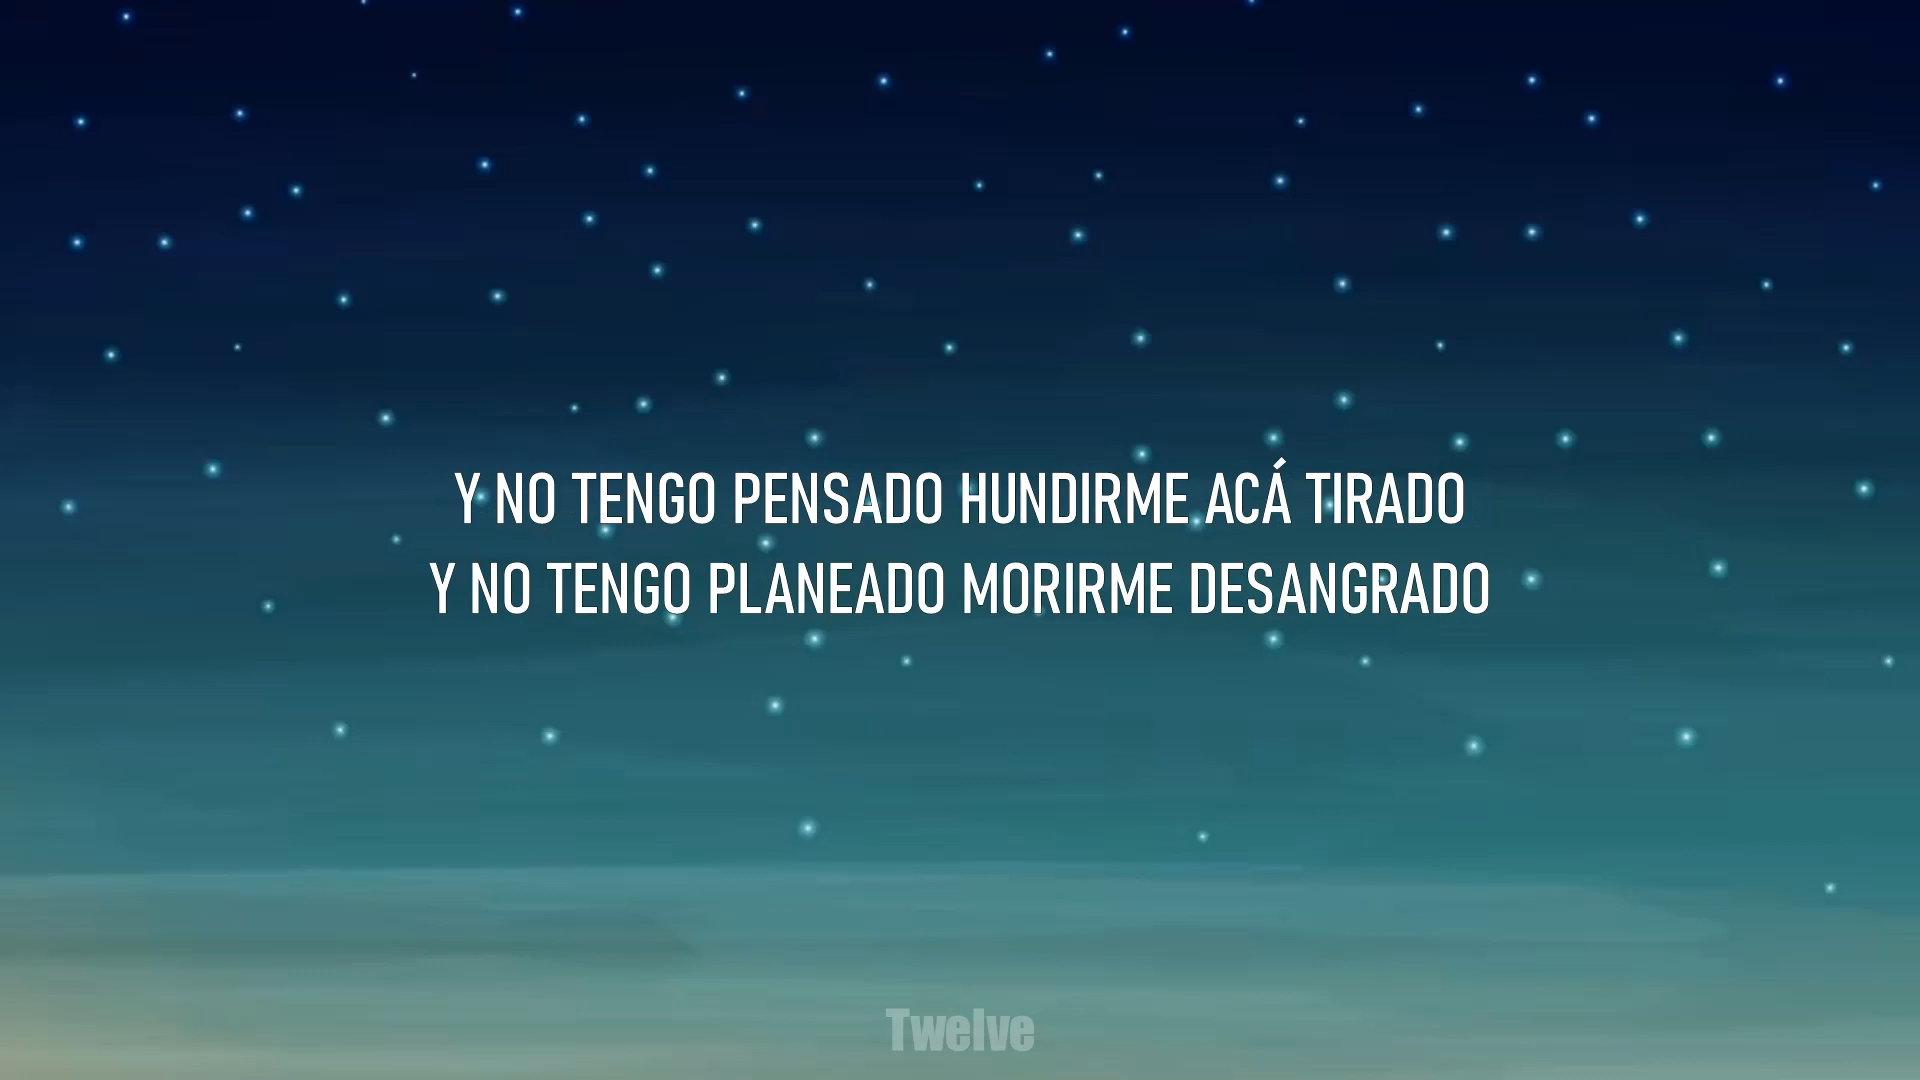 Y NO TENGO PENSADO HUNDIRME ACÁ TIRADO
Y NO TENGO PLANEADO MORIRME DESANGRADO
Twelve